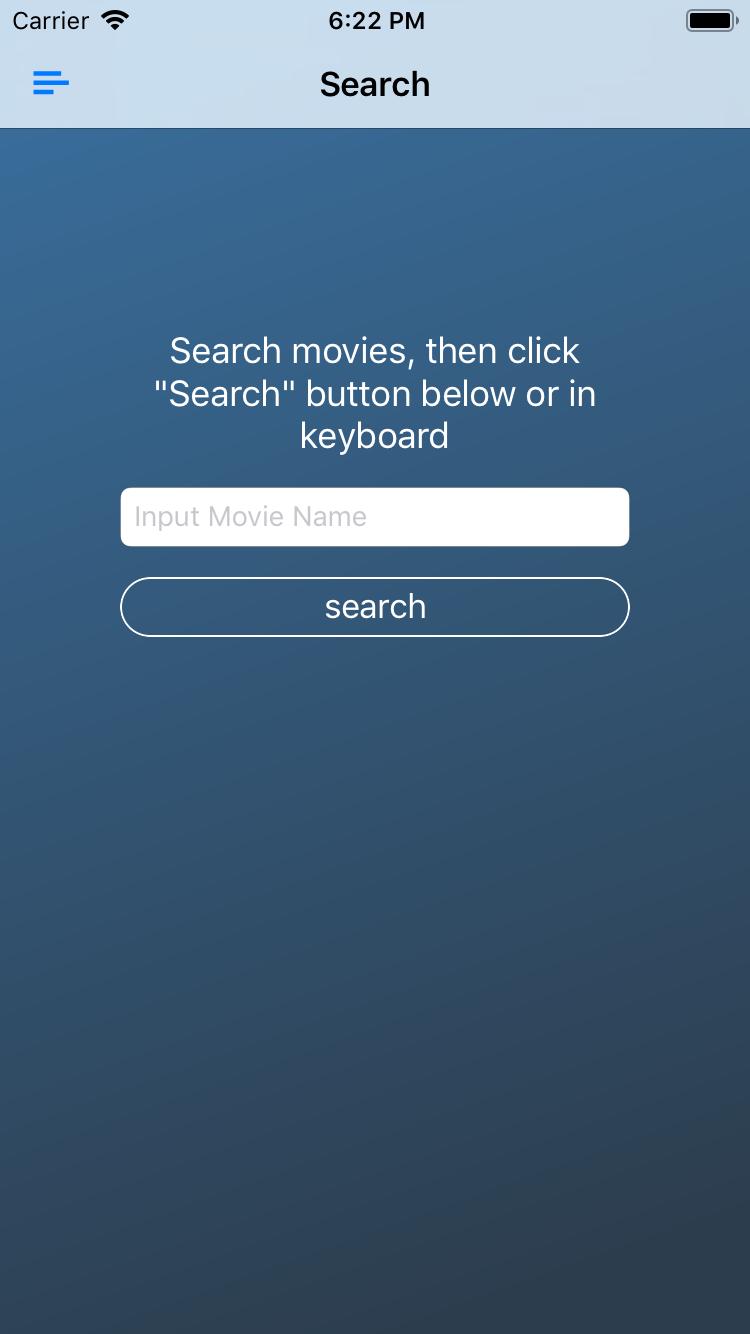 Carrier 6:22 PM
Search
Search movies, then click
"Search" button below or in
keyboard
Input Movie Name
search